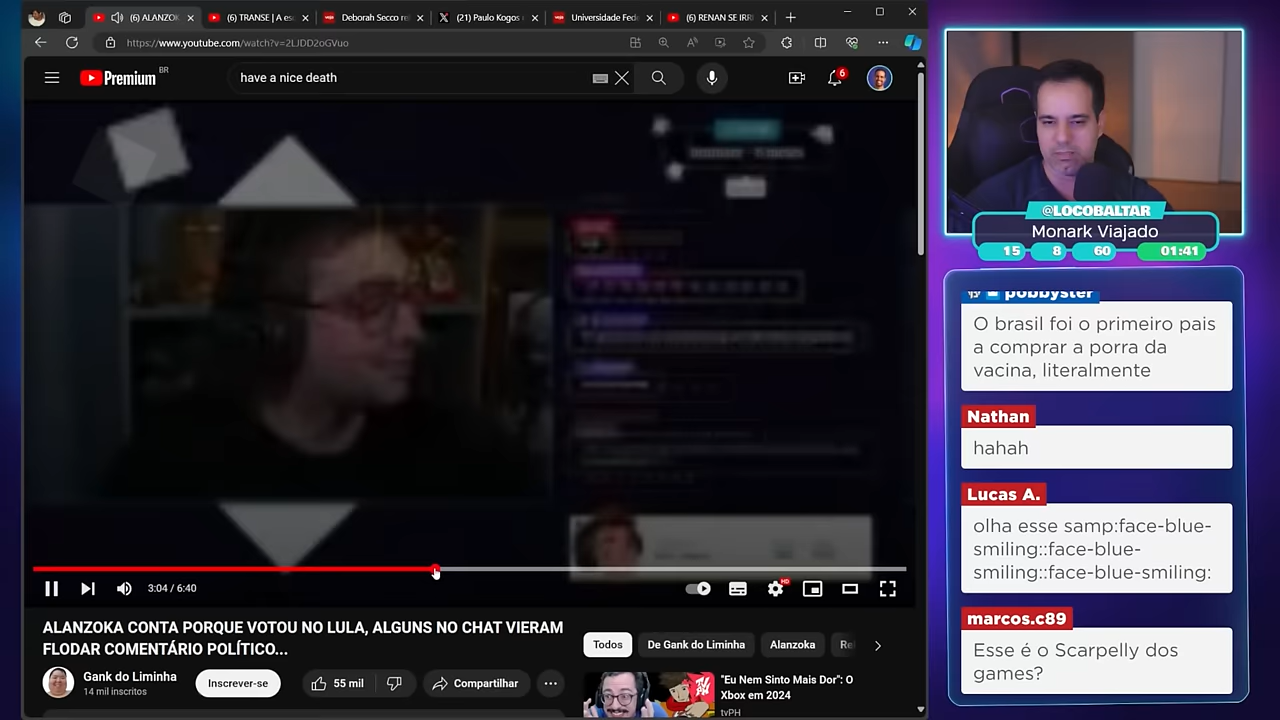 (6) ALANZOK
(6) TRANSE | A es
Deborah Secco re
(21) Paulo Kogos
Universidade Fed
(6) RENAN SE IRR
https://www.youtube.com/watch?v=2LJDD2oGVuo
Premium BR
have a nice death
6
@LOCOBALTAR
Monark Viajado
15 8 60 01:41
pobbyster
O brasil foi o primeiro pais
a comprar a porra da
vacina, literalmente
Nathan
hahah
Lucas A.
olha esse samp:face-blue-
smiling::face-blue-
smiling::face-blue-smiling:
marcos.c89
Esse é o Scarpelly dos
games?
3:04 / 6:40
HD
ALANZOKA CONTA PORQUE VOTOU NO LULA, ALGUNS NO CHAT VIERAM
FLODAR COMENTÁRIO POLÍTICO...
Gank do Liminha
14 mil inscritos
Inscrever-se
55 mil
Compartilhar
Todos
De Gank do Liminha
Alanzoka
Re
"Eu Nem Sinto Mais Dor": O
Xbox em 2024
tvPH